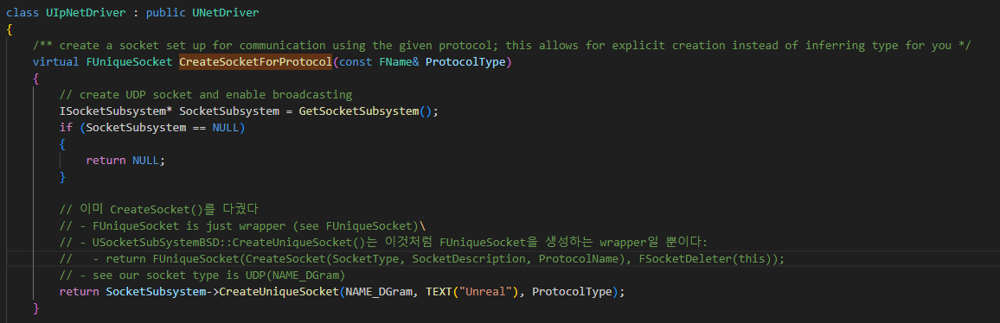 class UIpNetDriver : public UNetDriver
{
/** create a socket set up for communication using the given protocol; this allows for explicit creation instead of inferring type for you */
virtual FUniqueSocket CreateSocketForProtocol(const FName& ProtocolType)
{
// create UDP socket and enable broadcasting
ISocketSubsystem* SocketSubsystem = GetSocketSubsystem();
if (SocketSubsystem == NULL)
{
return NULL;
}
// 이미 CreateSocket()를 다궜다
// - FUniqueSocket is just wrapper (see FUniqueSocket)\
// - USocketSubSystemBSD::CreateUniqueSocket()는 이것처럼 FUniqueSocket을 생성하는 wrapper일 뿐이다:
//   - return FUniqueSocket(CreateSocket(SocketType, SocketDescription, ProtocolName), FSocketDeleter(this));
// - see our socket type is UDP(NAME_DGram)
return SocketSubsystem->CreateUniqueSocket(NAME_DGram, TEXT("Unreal"), ProtocolType);
}